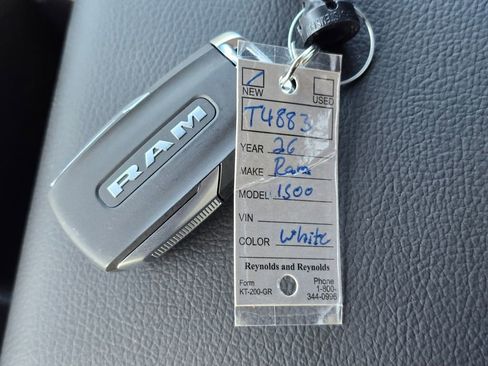 RAM
NEW
USED
T4883
YEAR 26
MAKE Ram
MODEL 1500
VIN
COLOR White
Reynolds and Reynolds
Form Phone
KT-200-GR 1-800-
344-0996